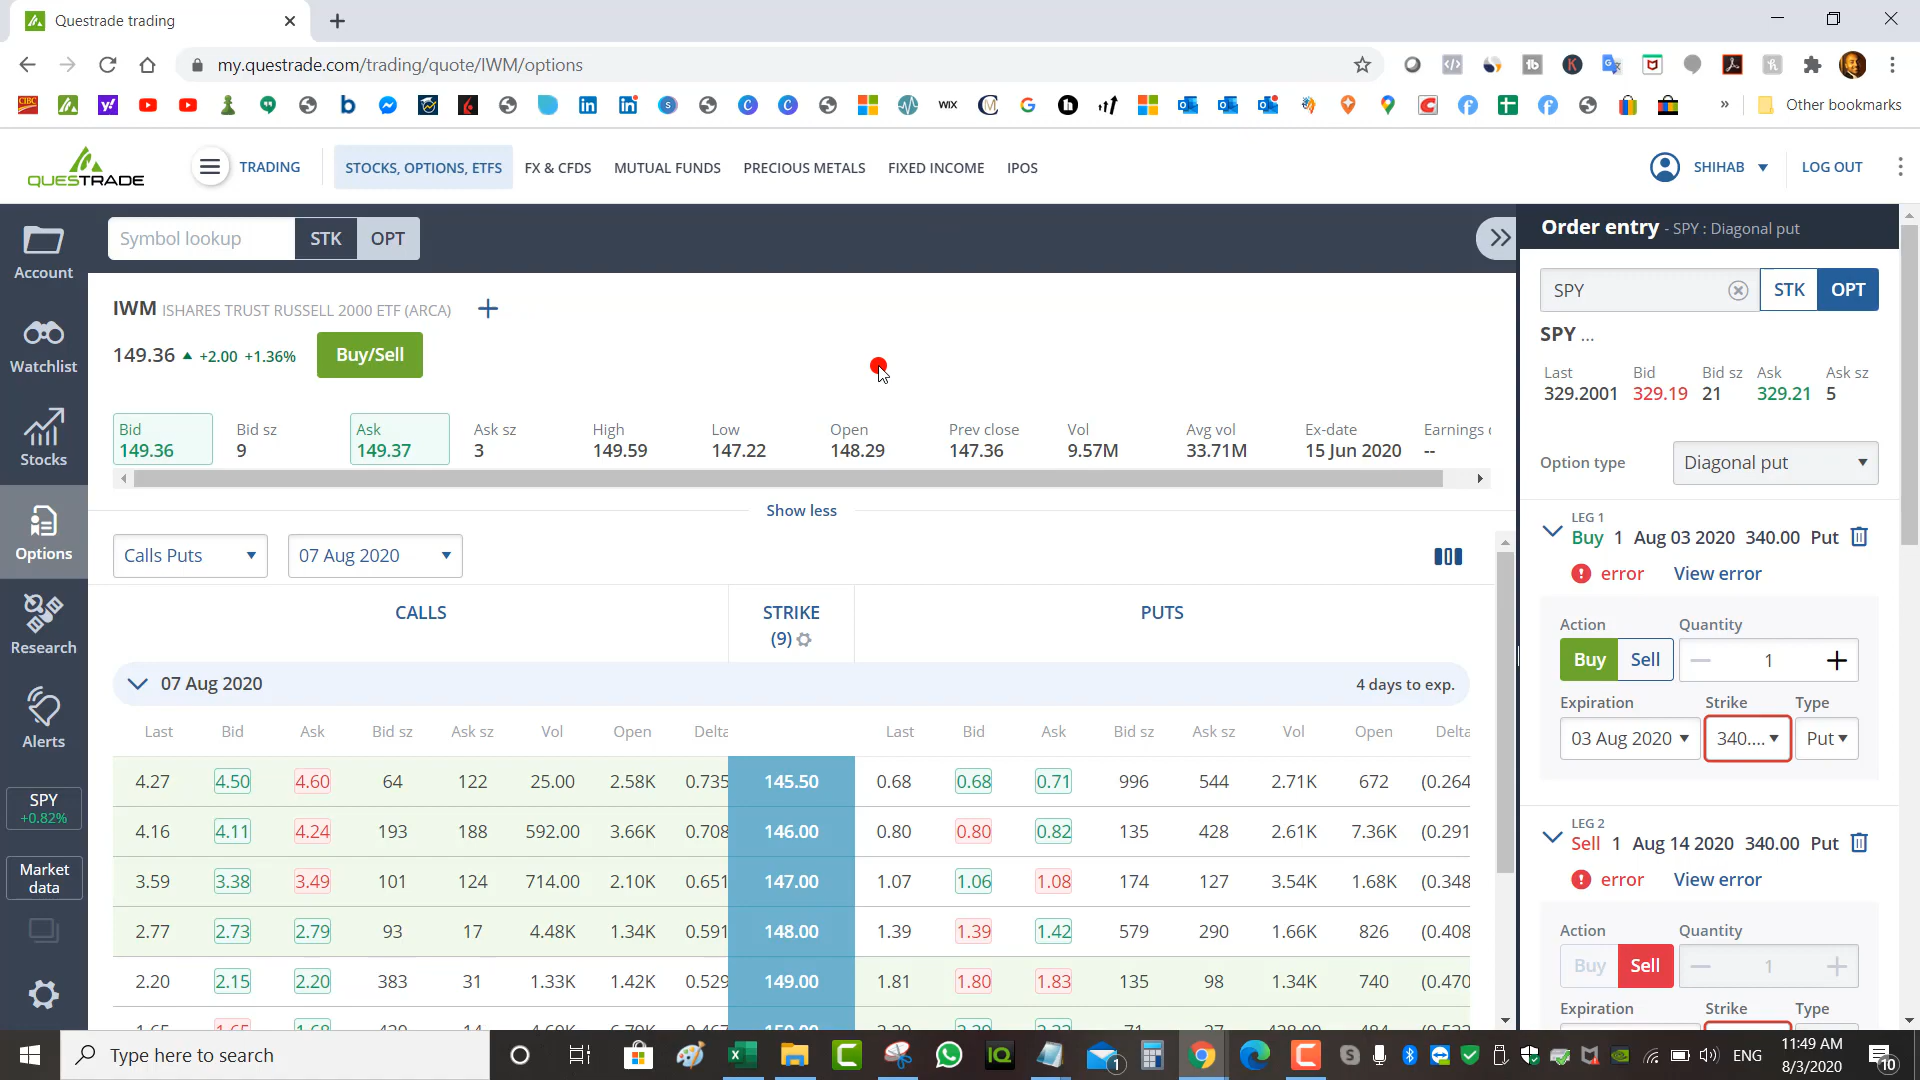 Questrade trading
my.questrade.com/trading/quote/IWM/options
Other bookmarks
QUESTRADE
TRADING
STOCKS, OPTIONS, ETFS
FX & CFDS
MUTUAL FUNDS
PRECIOUS METALS
FIXED INCOME
IPOS
SHIHAB
LOG OUT
Account
Watchlist
Stocks
Options
Research
Alerts
SPY
+0.82%
Market
data
Symbol lookup STK OPT
IWM ISHARES TRUST RUSSELL 2000 ETF (ARCA)
149.36 +2.00 +1.36% Buy/Sell
Bid Bid sz Ask Ask sz High Low Open Prev close Vol Avg vol Ex-date
149.36 9 149.37 3 149.59 147.22 148.29 147.36 9.57M 33.71M 15 Jun 2020 --
Show less
Calls Puts 07 Aug 2020
CALLS STRIKE PUTS
(9)
07 Aug 2020 4 days to exp.
Last Bid Ask Bid sz Ask sz Vol Open Delta Last Bid Ask Bid sz Ask sz Vol Open Delta
4.27 4.50 4.60 64 122 25.00 2.58K 0.735 145.50 0.68 0.68 0.71 996 544 2.71K 672 (0.264
4.16 4.11 4.24 193 188 592.00 3.66K 0.708 146.00 0.80 0.80 0.82 135 428 2.61K 7.36K (0.291
3.59 3.38 3.49 101 124 714.00 2.10K 0.651 147.00 1.07 1.06 1.08 174 127 3.54K 1.68K (0.348
2.77 2.73 2.79 93 17 4.48K 1.34K 0.591 148.00 1.39 1.39 1.42 579 290 1.66K 826 (0.408
2.20 2.15 2.20 383 31 1.33K 1.42K 0.529 149.00 1.81 1.80 1.83 135 98 1.34K 740 (0.470
Order entry - SPY : Diagonal put
SPY STK OPT
SPY ...
Last Bid Bid sz Ask Ask sz
329.2001 329.19 21 329.21 5
Option type Diagonal put
LEG 1
Buy 1 Aug 03 2020 340.00 Put
error View error
Action Quantity
Buy Sell 1
Expiration Strike Type
03 Aug 2020 340.... Put
LEG 2
Sell 1 Aug 14 2020 340.00 Put
error View error
Action Quantity
Buy Sell 1
Expiration Strike Type
Type here to search
ENG
11:49 AM
8/3/2020